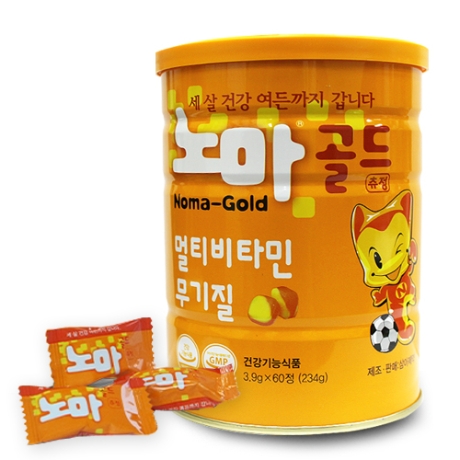 세 살 건강 여든까지 갑니다
노마® 골드
츄정
Noma-Gold
멀티비타민
무기질
GMP
건강기능식품
3.9g×60정 (234g)
N
C
노마
노마
노마